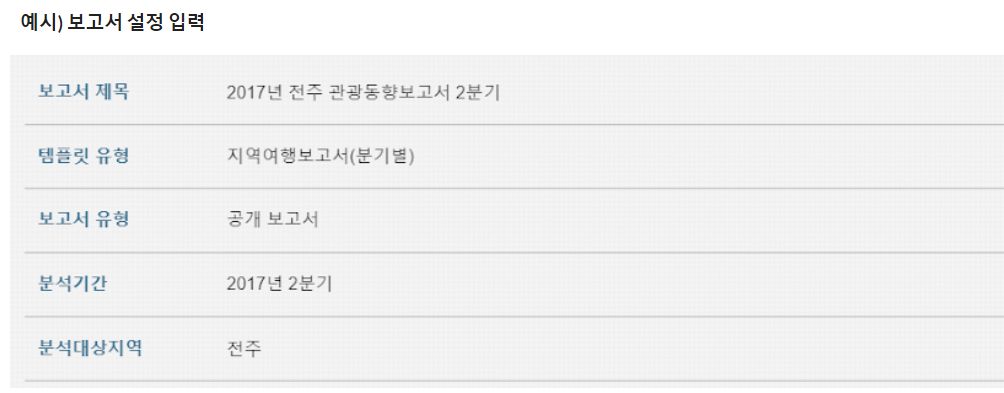 예시) 보고서 설정 입력
보고서 제목 2017년 전주 관광동향보고서 2분기
템플릿 유형 지역여행보고서(분기별)
보고서 유형 공개 보고서
분석기간 2017년 2분기
분석대상지역 전주